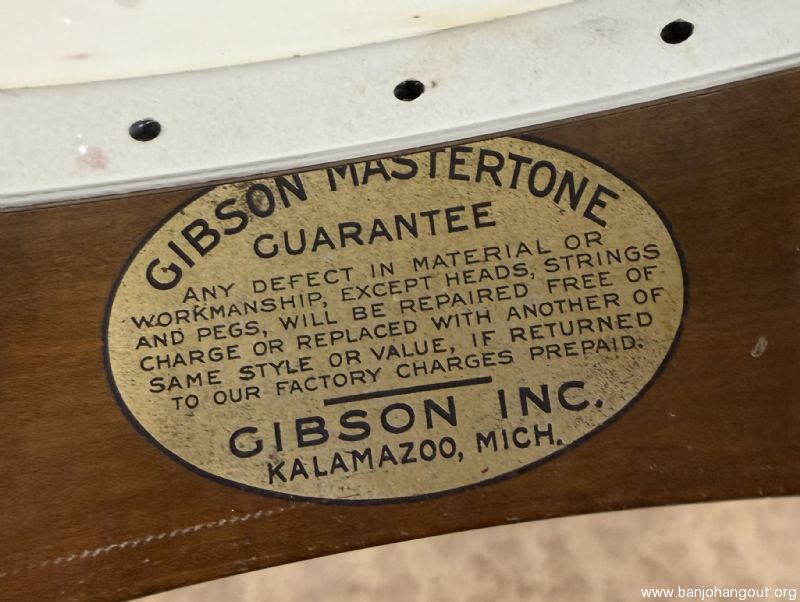 GIBSON MASTERTONE
GUARANTEE
ANY DEFECT IN MATERIAL OR
WORKMANSHIP, EXCEPT HEADS, STRINGS
AND PEGS, WILL BE REPAIRED FREE OF
CHARGE OR REPLACED WITH ANOTHER OF
SAME STYLE OR VALUE, IF RETURNED
TO OUR FACTORY CHARGES PREPAID.
GIBSON INC.
KALAMAZOO, MICH.
www.banjohangout.org